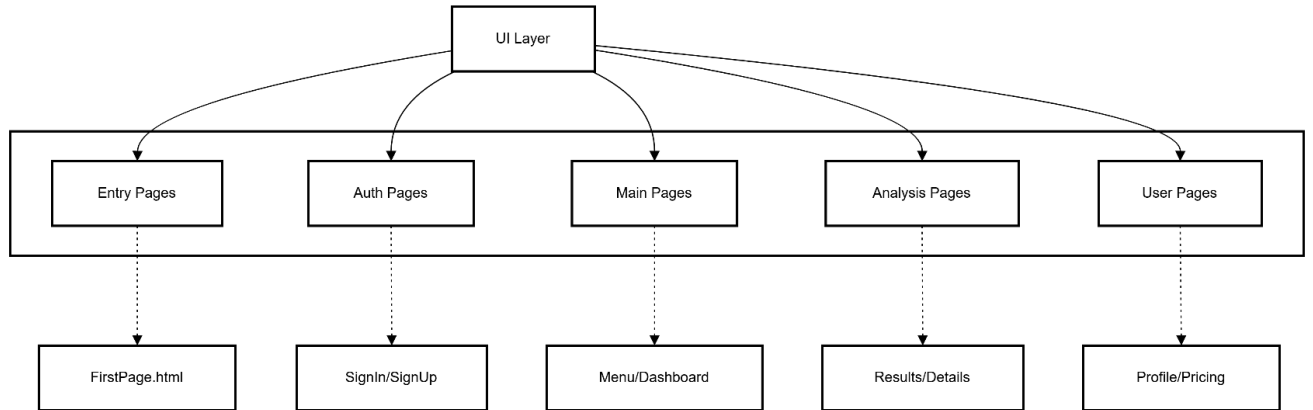 UI Layer
Entry Pages
Auth Pages
Main Pages
Analysis Pages
User Pages
FirstPage.html
SignIn/SignUp
Menu/Dashboard
Results/Details
Profile/Pricing